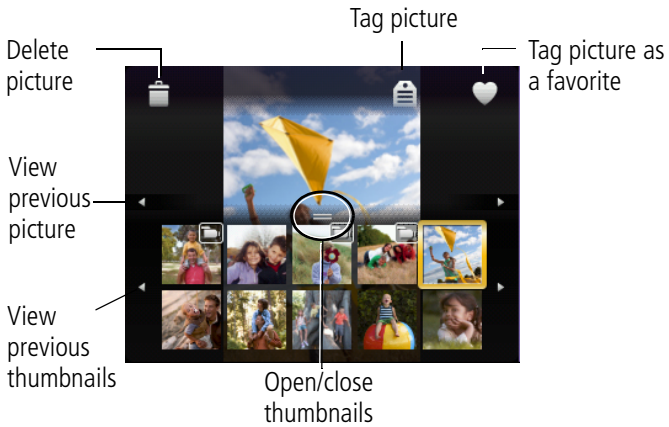 Tag picture
Delete
picture
Tag picture as
a favorite
View
previous
picture
View
previous
thumbnails
Open/close
thumbnails